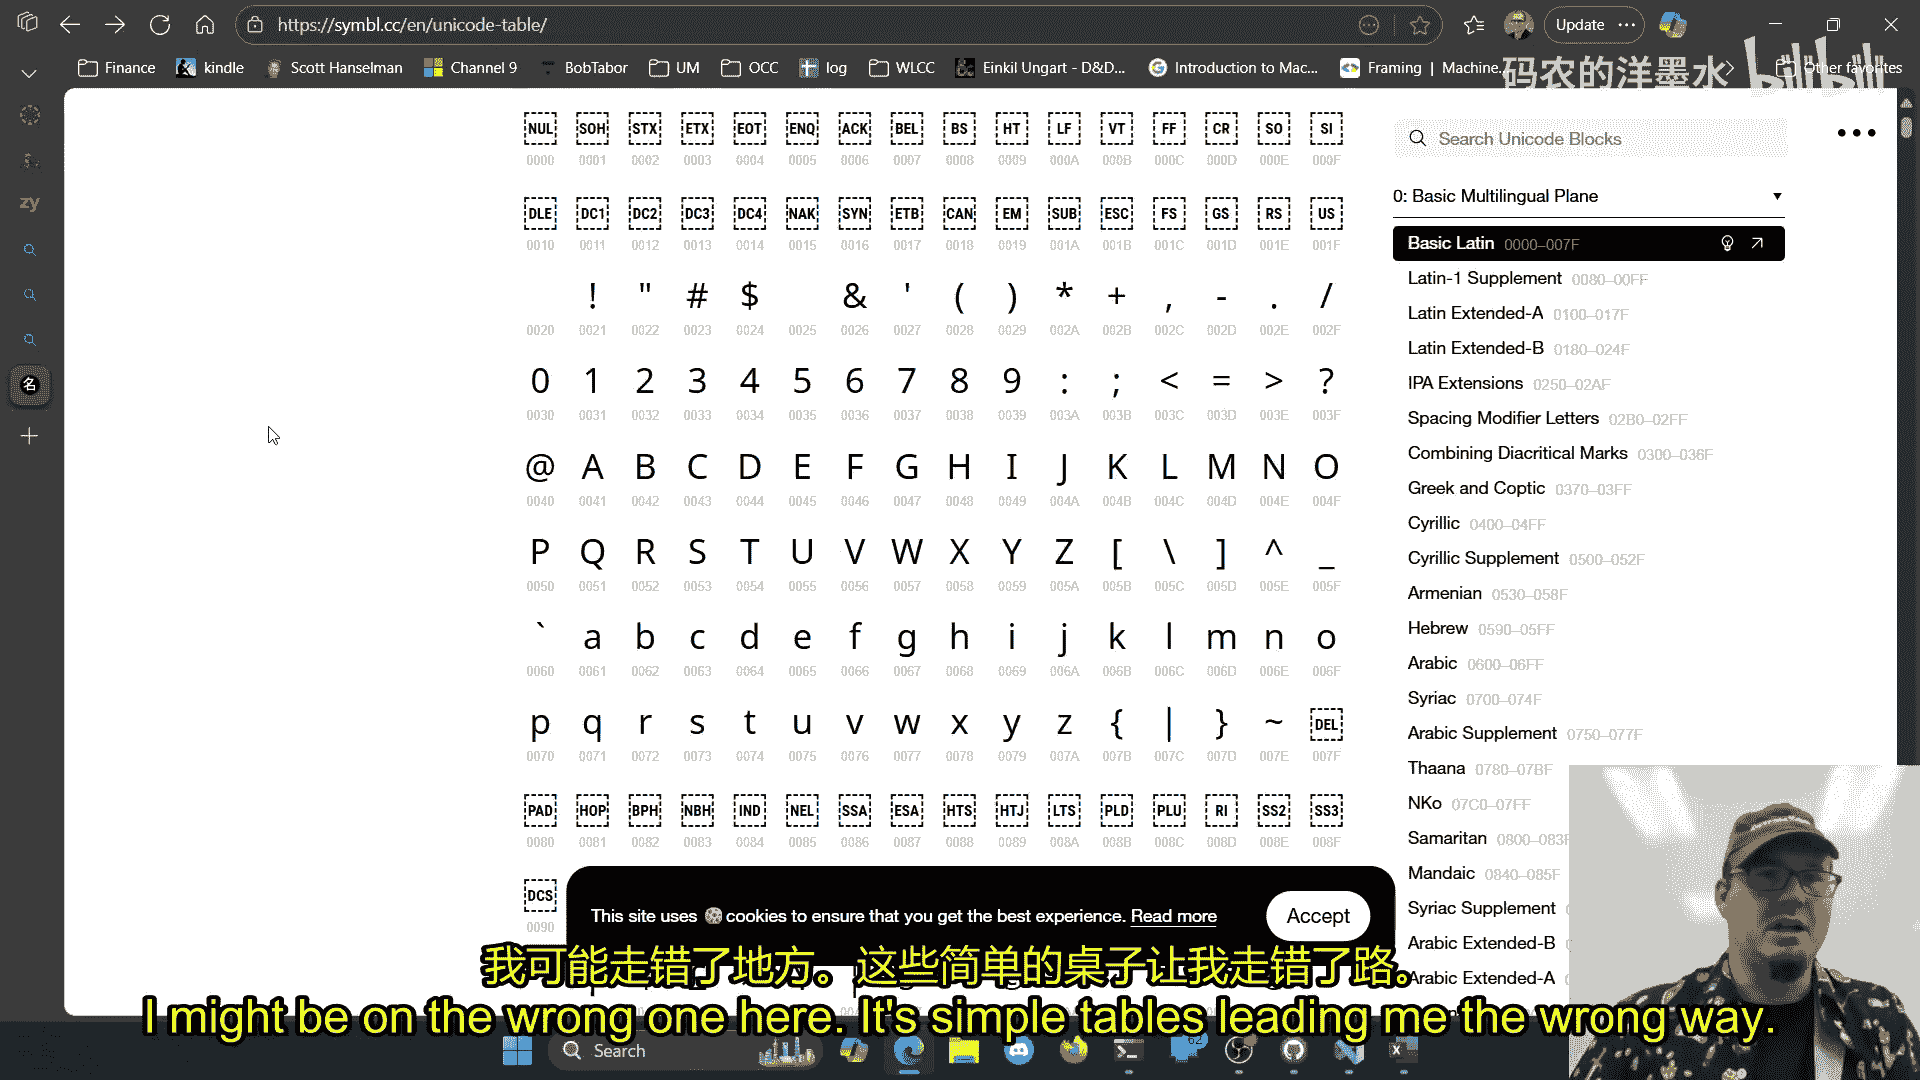 https://symbl.cc/en/unicode-table/
Update
Finance kindle Scott Hanselman Channel 9 BobTabor UM OCC log WLCC Einkil Ungart - D&D... Introduction to Mac... Framing | Machine... Other favorites
码农的洋墨水 bilibili
zy
名
NUL SOH STX ETX EOT ENQ ACK BEL BS HT LF VT FF CR SO SI
0000 0001 0002 0003 0004 0005 0006 0007 0008 0009 000A 000B 000C 000D 000E 000F
DLE DC1 DC2 DC3 DC4 NAK SYN ETB CAN EM SUB ESC FS GS RS US
0010 0011 0012 0013 0014 0015 0016 0017 0018 0019 001A 001B 001C 001D 001E 001F
! " # $ & ' ( ) * + , - . /
0020 0021 0022 0023 0024 0025 0026 0027 0028 0029 002A 002B 002C 002D 002E 002F
0 1 2 3 4 5 6 7 8 9 : ; < = > ?
0030 0031 0032 0033 0034 0035 0036 0037 0038 0039 003A 003B 003C 003D 003E 003F
@ A B C D E F G H I J K L M N O
0040 0041 0042 0043 0044 0045 0046 0047 0048 0049 004A 004B 004C 004D 004E 004F
P Q R S T U V W X Y Z [ \ ] ^ _
0050 0051 0052 0053 0054 0055 0056 0057 0058 0059 005A 005B 005C 005D 005E 005F
` a b c d e f g h i j k l m n o
0060 0061 0062 0063 0064 0065 0066 0067 0068 0069 006A 006B 006C 006D 006E 006F
p q r s t u v w x y z { | } ~ DEL
0070 0071 0072 0073 0074 0075 0076 0077 0078 0079 007A 007B 007C 007D 007E 007F
PAD HOP BPH NBH IND NEL SSA ESA HTS HTJ LTS PLD PLU RI SS2 SS3
0080 0081 0082 0083 0084 0085 0086 0087 0088 0089 008A 008B 008C 008D 008E 008F
DCS
0090
Search Unicode Blocks
0: Basic Multilingual Plane
Basic Latin 0000–007F
Latin-1 Supplement 0080–00FF
Latin Extended-A 0100–017F
Latin Extended-B 0180–024F
IPA Extensions 0250–02AF
Spacing Modifier Letters 02B0–02FF
Combining Diacritical Marks 0300–036F
Greek and Coptic 0370–03FF
Cyrillic 0400–04FF
Cyrillic Supplement 0500–052F
Armenian 0530–058F
Hebrew 0590–05FF
Arabic 0600–06FF
Syriac 0700–074F
Arabic Supplement 0750–077F
Thaana 0780–07BF
NKo 07C0–07FF
Samaritan 0800–083F
Mandaic 0840–085F
Syriac Supplement
Arabic Extended-B
Arabic Extended-A
This site uses cookies to ensure that you get the best experience. Read more
Accept
我可能走错了地方。这些简单的桌子让我走错了路。
I might be on the wrong one here. It's simple tables leading me the wrong way.
Search
62